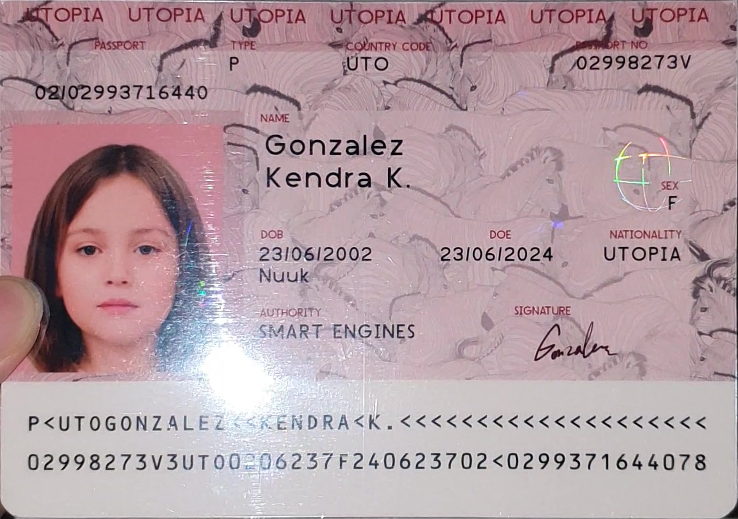 UTOPIA UTOPIA UTOPIA UTOPIA UTOPIA UTOPIA UTOPIA
PASSPORT TYPE COUNTRY CODE PASSPORT NO
P UTO 02998273V
02/02993716440
NAME
Gonzalez
Kendra K.
SEX
F
DOB DOE NATIONALITY
23/06/2002 23/06/2024 UTOPIA
Nuuk
AUTHORITY SIGNATURE
SMART ENGINES Gonzalez
P<UTOGONZALEZ<<KENDRA<K.<<<<<<<<<<<<<<<<<<<<
02998273V3UTO0206237F240623702<0299371644078